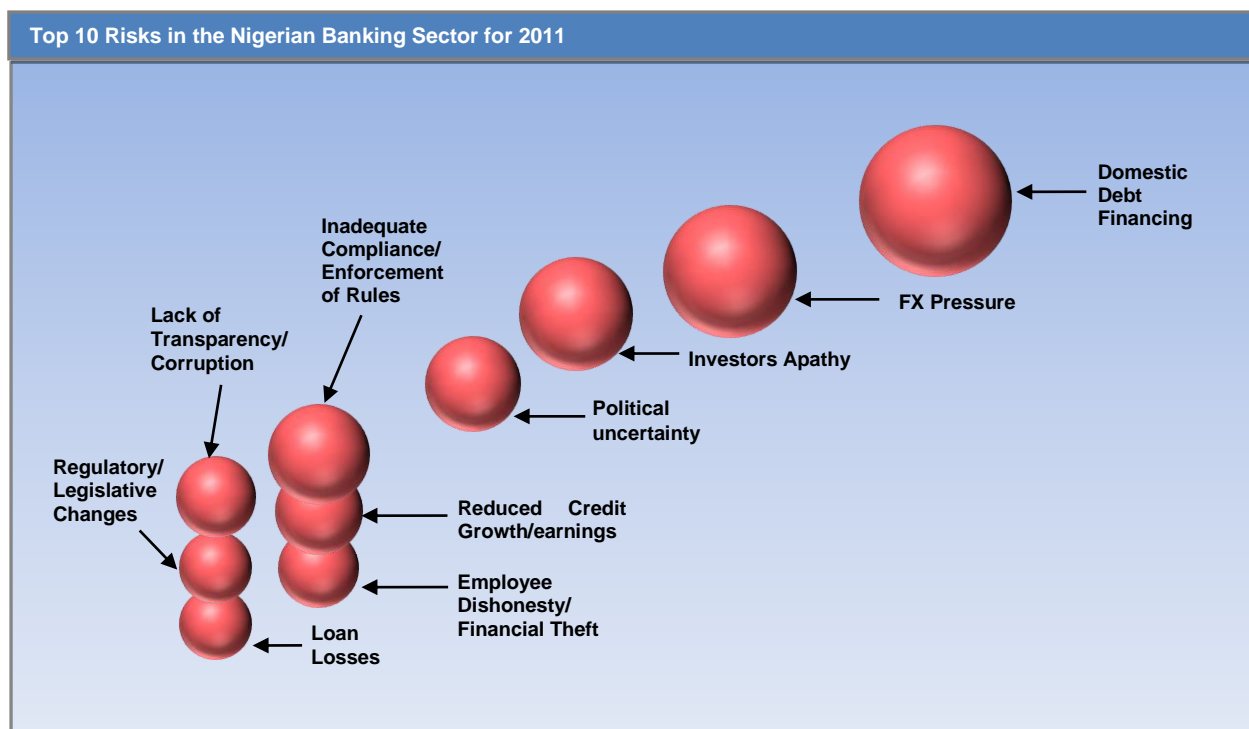 Top 10 Risks in the Nigerian Banking Sector for 2011
Domestic
Debt
Financing
Inadequate
Compliance/
Enforcement
of Rules
FX Pressure
Lack of
Transparency/
Corruption
Investors Apathy
Political
uncertainty
Regulatory/
Legislative
Changes
Reduced Credit
Growth/earnings
Employee
Dishonesty/
Financial Theft
Loan
Losses